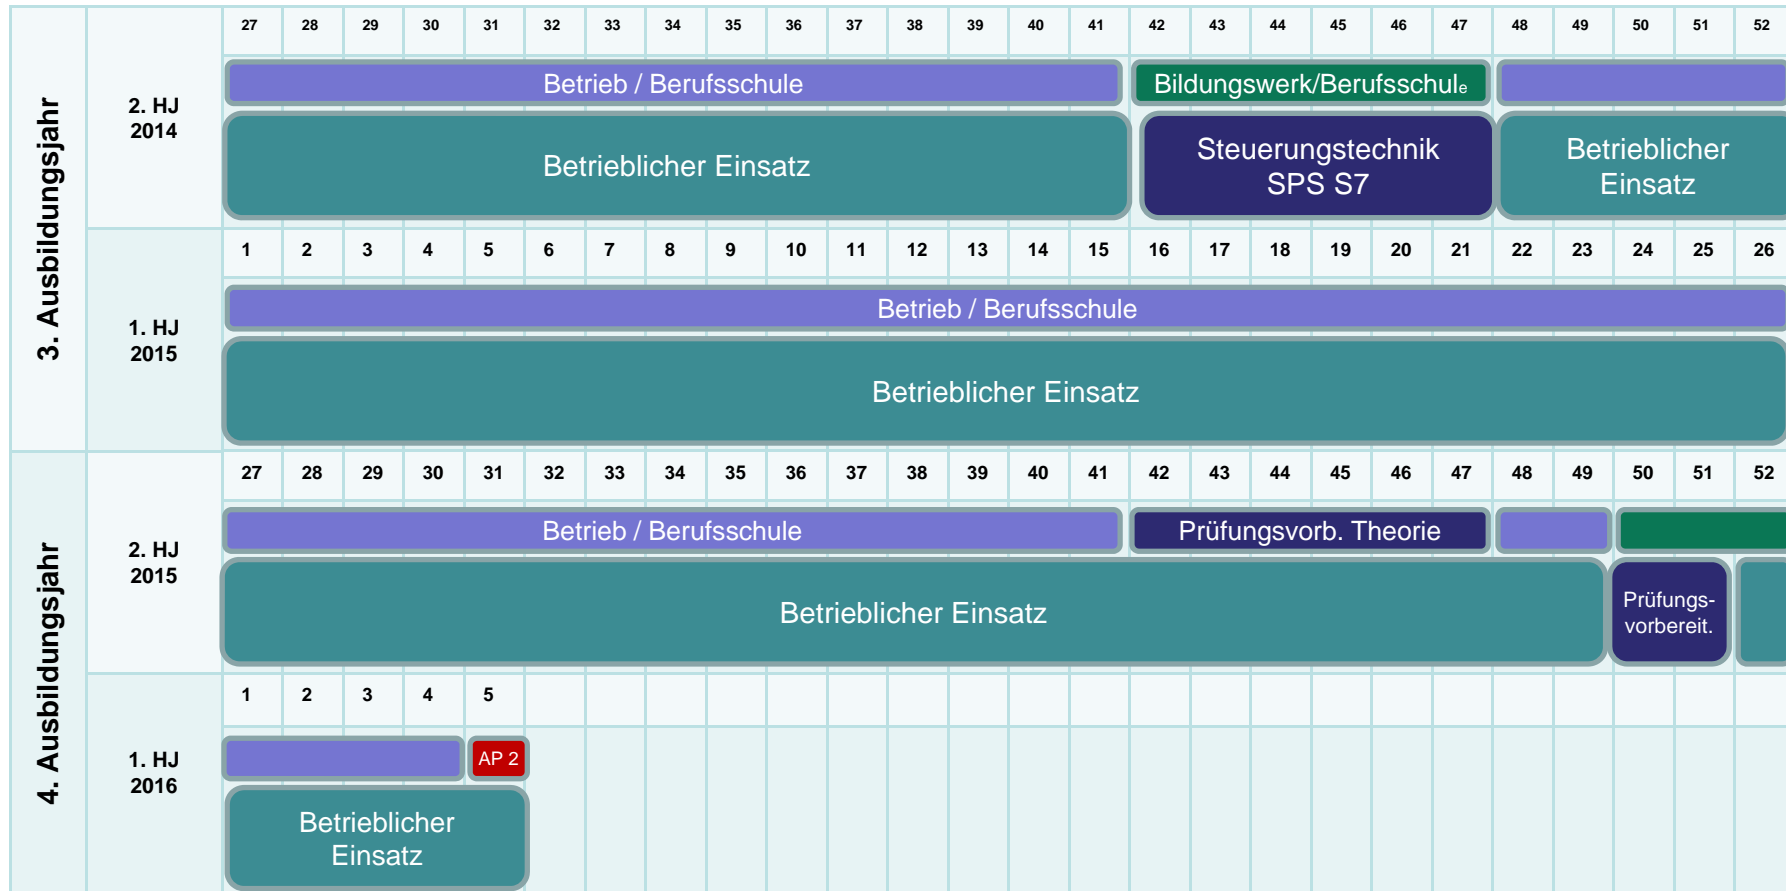 3. Ausbildungsjahr
2. HJ
2014
27 28 29 30 31 32 33 34 35 36 37 38 39 40 41 42 43 44 45 46 47 48 49 50 51 52
Betrieb / Berufsschule
Bildungswerk/Berufsschule
Betrieblicher Einsatz
Steuerungstechnik
SPS S7
Betrieblicher
Einsatz
1. HJ
2015
1 2 3 4 5 6 7 8 9 10 11 12 13 14 15 16 17 18 19 20 21 22 23 24 25 26
Betrieb / Berufsschule
Betrieblicher Einsatz
4. Ausbildungsjahr
2. HJ
2015
27 28 29 30 31 32 33 34 35 36 37 38 39 40 41 42 43 44 45 46 47 48 49 50 51 52
Betrieb / Berufsschule
Prüfungsvorb. Theorie
Betrieblicher Einsatz
Prüfungs-
vorbereit.
1. HJ
2016
1 2 3 4 5
AP 2
Betrieblicher
Einsatz